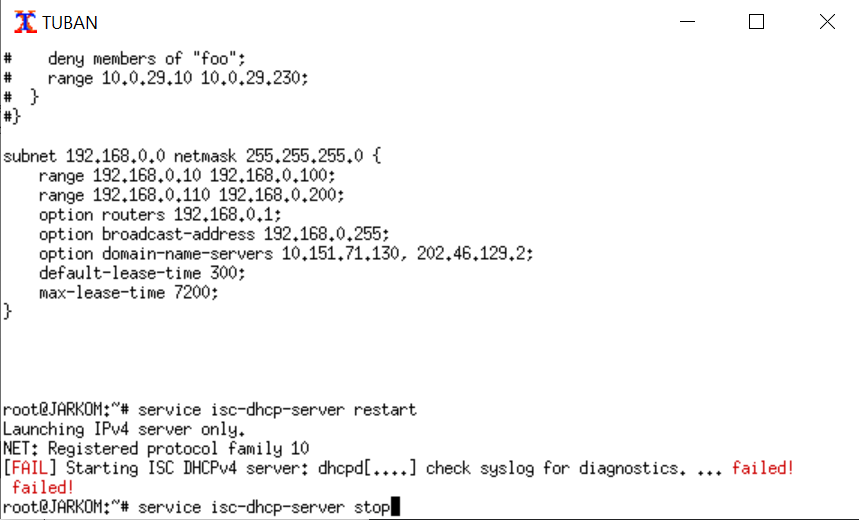 TUBAN
#    deny members of "foo";
#    range 10.0.29.10 10.0.29.230;
#  }
#}
subnet 192.168.0.0 netmask 255.255.255.0 {
    range 192.168.0.10 192.168.0.100;
    range 192.168.0.110 192.168.0.200;
    option routers 192.168.0.1;
    option broadcast-address 192.168.0.255;
    option domain-name-servers 10.151.71.130, 202.46.129.2;
    default-lease-time 300;
    max-lease-time 7200;
}
root@JARKOM:~# service isc-dhcp-server restart
Launching IPv4 server only.
NET: Registered protocol family 10
[FAIL] Starting ISC DHCPv4 server: dhcpd[....] check syslog for diagnostics. ... failed!
 failed!
root@JARKOM:~# service isc-dhcp-server stop